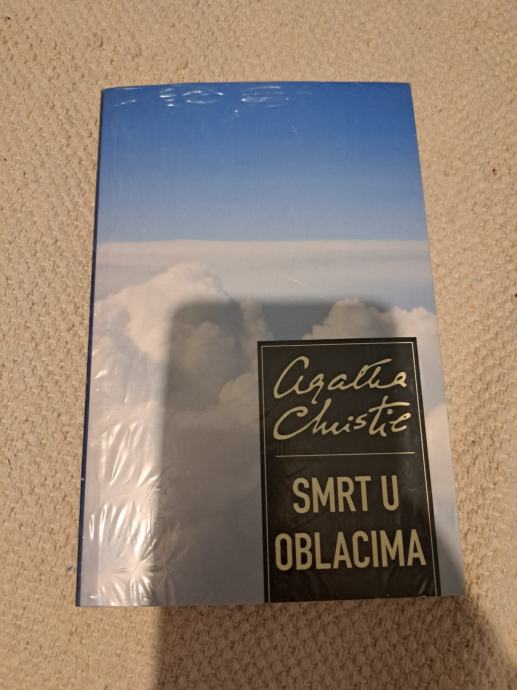 Agatha
Christie
SMRT U
OBLACIMA